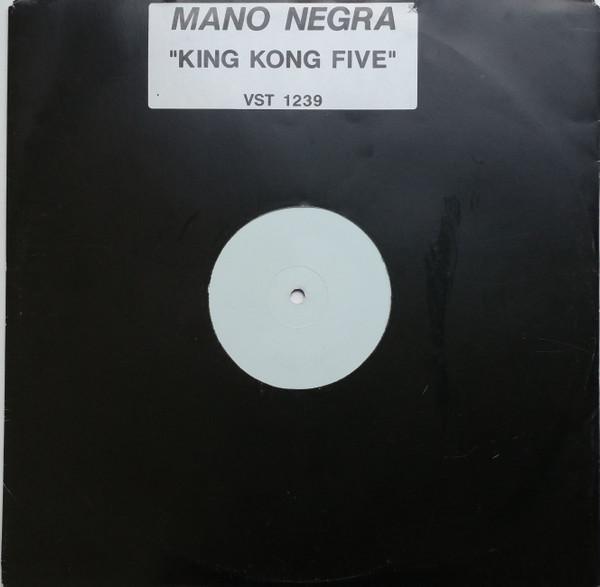 MANO NEGRA
"KING KONG FIVE"
VST 1239